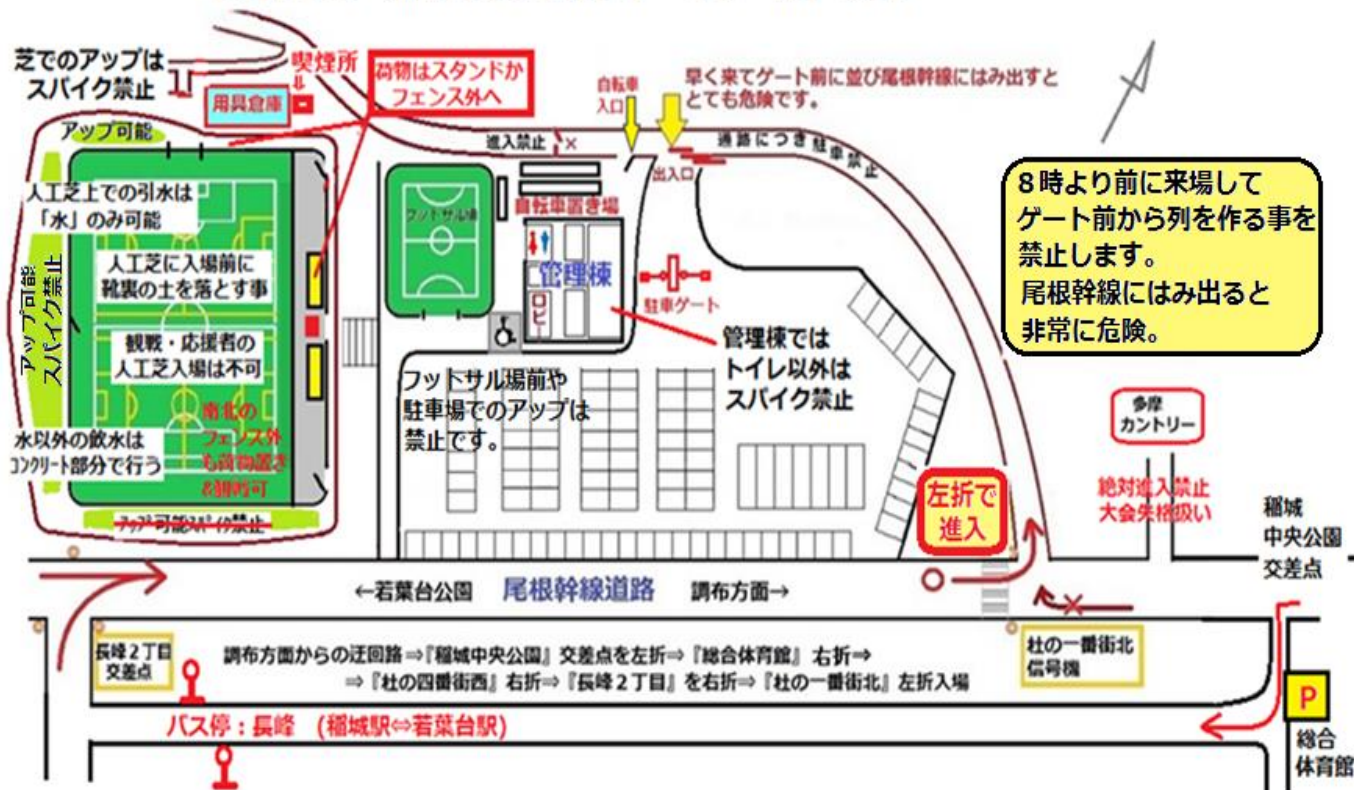 芝でのアップは
スパイク禁止
喫煙所
⇓
用具倉庫
荷物はスタンドか
フェンス外へ
自転車
入口
早く来てゲート前に並び尾根幹線にはみ出すと
とても危険です。
アップ可能
進入禁止
×
通路につき駐車禁止
出入口
8時より前に来場して
ゲート前から列を作る事を
禁止します。
尾根幹線にはみ出ると
非常に危険。
人工芝上での引水は
「水」のみ可能
フットサル場
自転車置き場
管理棟
ロビー
駐車ゲート
人工芝に入場前に
靴裏の土を落とす事
アップ可能
スパイク禁止
観戦・応援者の
人工芝入場は不可
管理棟では
トイレ以外は
スパイク禁止
フットサル場前や
駐車場でのアップは
禁止です。
南北の
フェンス外
も荷物置き
&観戦可
水以外の飲水は
コンクリート部分で行う
アップ可能スパイク禁止
多摩
カントリー
左折で
進入
絶対進入禁止
大会失格扱い
稲城
中央公園
交差点
←若葉台公園 尾根幹線道路 調布方面→
長峰2丁目
交差点
調布方面からの迂回路⇒『稲城中央公園』交差点を左折⇒『総合体育館』右折⇒
⇒『杜の四番街西』右折⇒『長峰2丁目』を右折⇒『杜の一番街北』左折入場
杜の一番街北
信号機
バス停:長峰 (稲城駅⇔若葉台駅)
P
総合
体育館